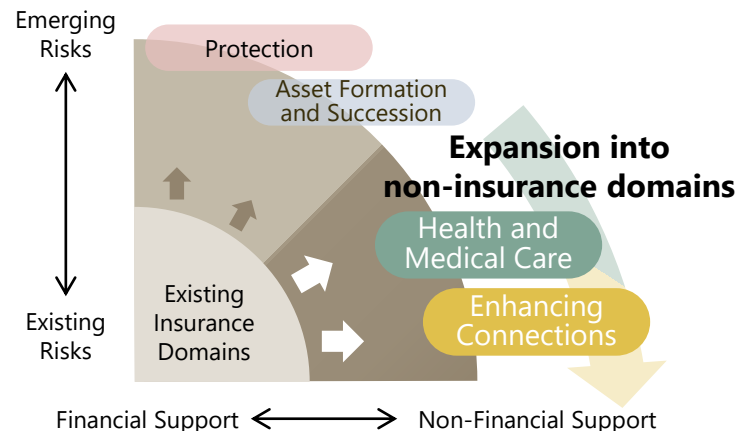 Emerging
Risks
Protection
Asset Formation
and Succession
Expansion into
non-insurance domains
Health and
Medical Care
Enhancing
Connections
Existing
Insurance
Domains
Existing
Risks
Financial Support
Non-Financial Support